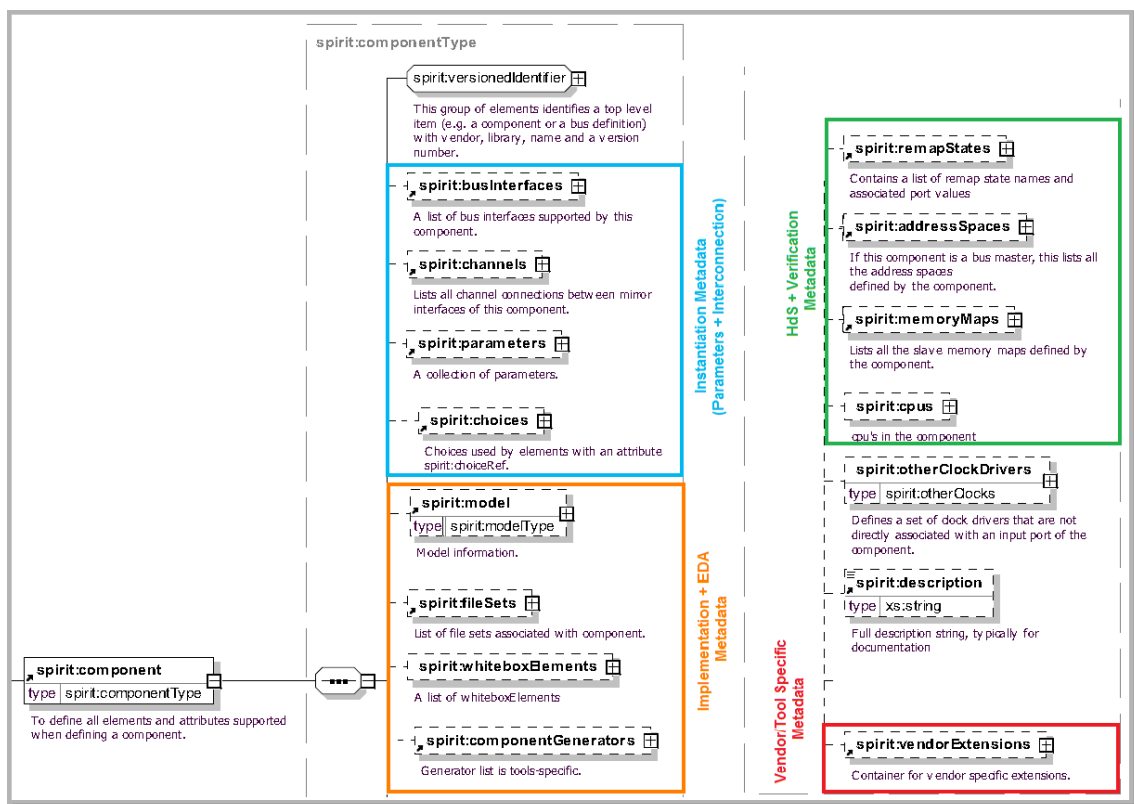 spirit:componentType
spirit:versionedIdentifier
This group of elements identifies a top level
item (e.g. a component or a bus definition)
with vendor, library, name and a version
number.
spirit:busInterfaces
A list of bus interfaces supported by this
component.
spirit:channels
Lists all channel connections between mirror
interfaces of this component.
spirit:parameters
A collection of parameters.
spirit:choices
Choices used by elements with an attribute
spirit:choiceRef.
Instantiation Metadata
(Parameters + Interconnection)
spirit:model
type spirit:modelType
Model information.
spirit:fileSets
List of file sets associated with component.
spirit:whiteboxElements
A list of whiteboxElements
spirit:componentGenerators
Generator list is tools-specific.
Implementation + EDA
Metadata
spirit:component
type spirit:componentType
To define all elements and attributes supported
when defining a component.
spirit:remapStates
Contains a list of remap state names and
associated port values
spirit:addressSpaces
If this component is a bus master, this lists all
the address spaces
defined by the component.
spirit:memoryMaps
Lists all the slave memory maps defined by
the component.
spirit:cpus
cpu's in the component
HdS + Verification
Metadata
spirit:otherClockDrivers
type spirit:otherClocks
Defines a set of clock drivers that are not
directly associated with an input port of the
component.
spirit:description
type xs:string
Full description string, typically for
documentation
spirit:vendorExtensions
Container for vendor specific extensions.
Vendor/Tool Specific
Metadata